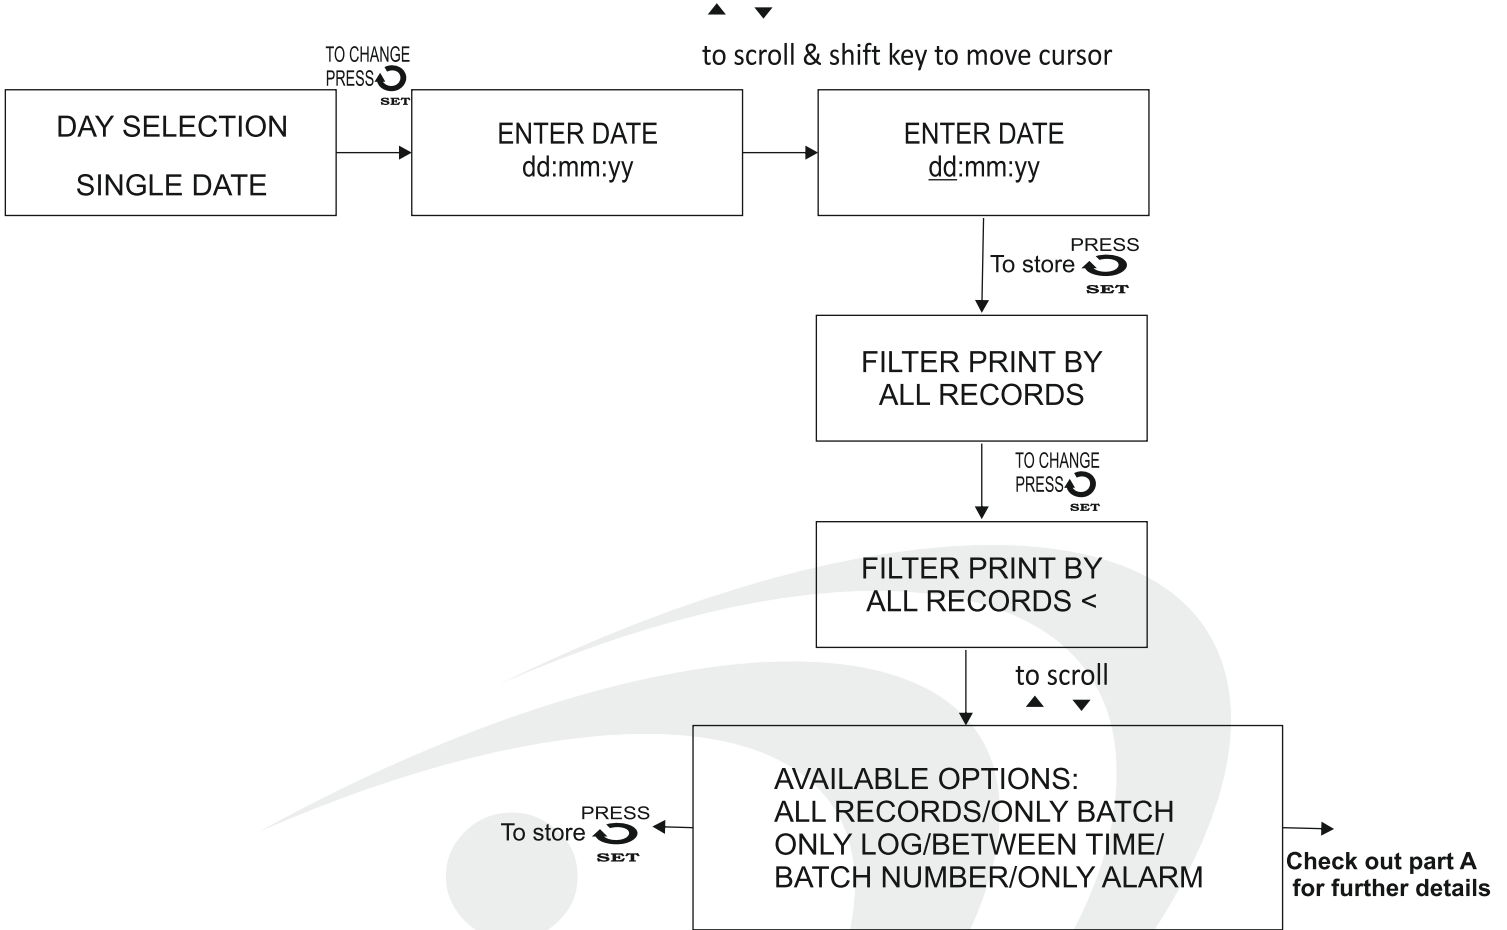 ▲ ▼
to scroll & shift key to move cursor
TO CHANGE
PRESS
SET
DAY SELECTION
SINGLE DATE
ENTER DATE
dd:mm:yy
ENTER DATE
dd:mm:yy
PRESS
To store
SET
FILTER PRINT BY
ALL RECORDS
TO CHANGE
PRESS
SET
FILTER PRINT BY
ALL RECORDS <
to scroll
▲ ▼
AVAILABLE OPTIONS:
ALL RECORDS/ONLY BATCH
ONLY LOG/BETWEEN TIME/
BATCH NUMBER/ONLY ALARM
PRESS
To store
SET
Check out part A
for further details